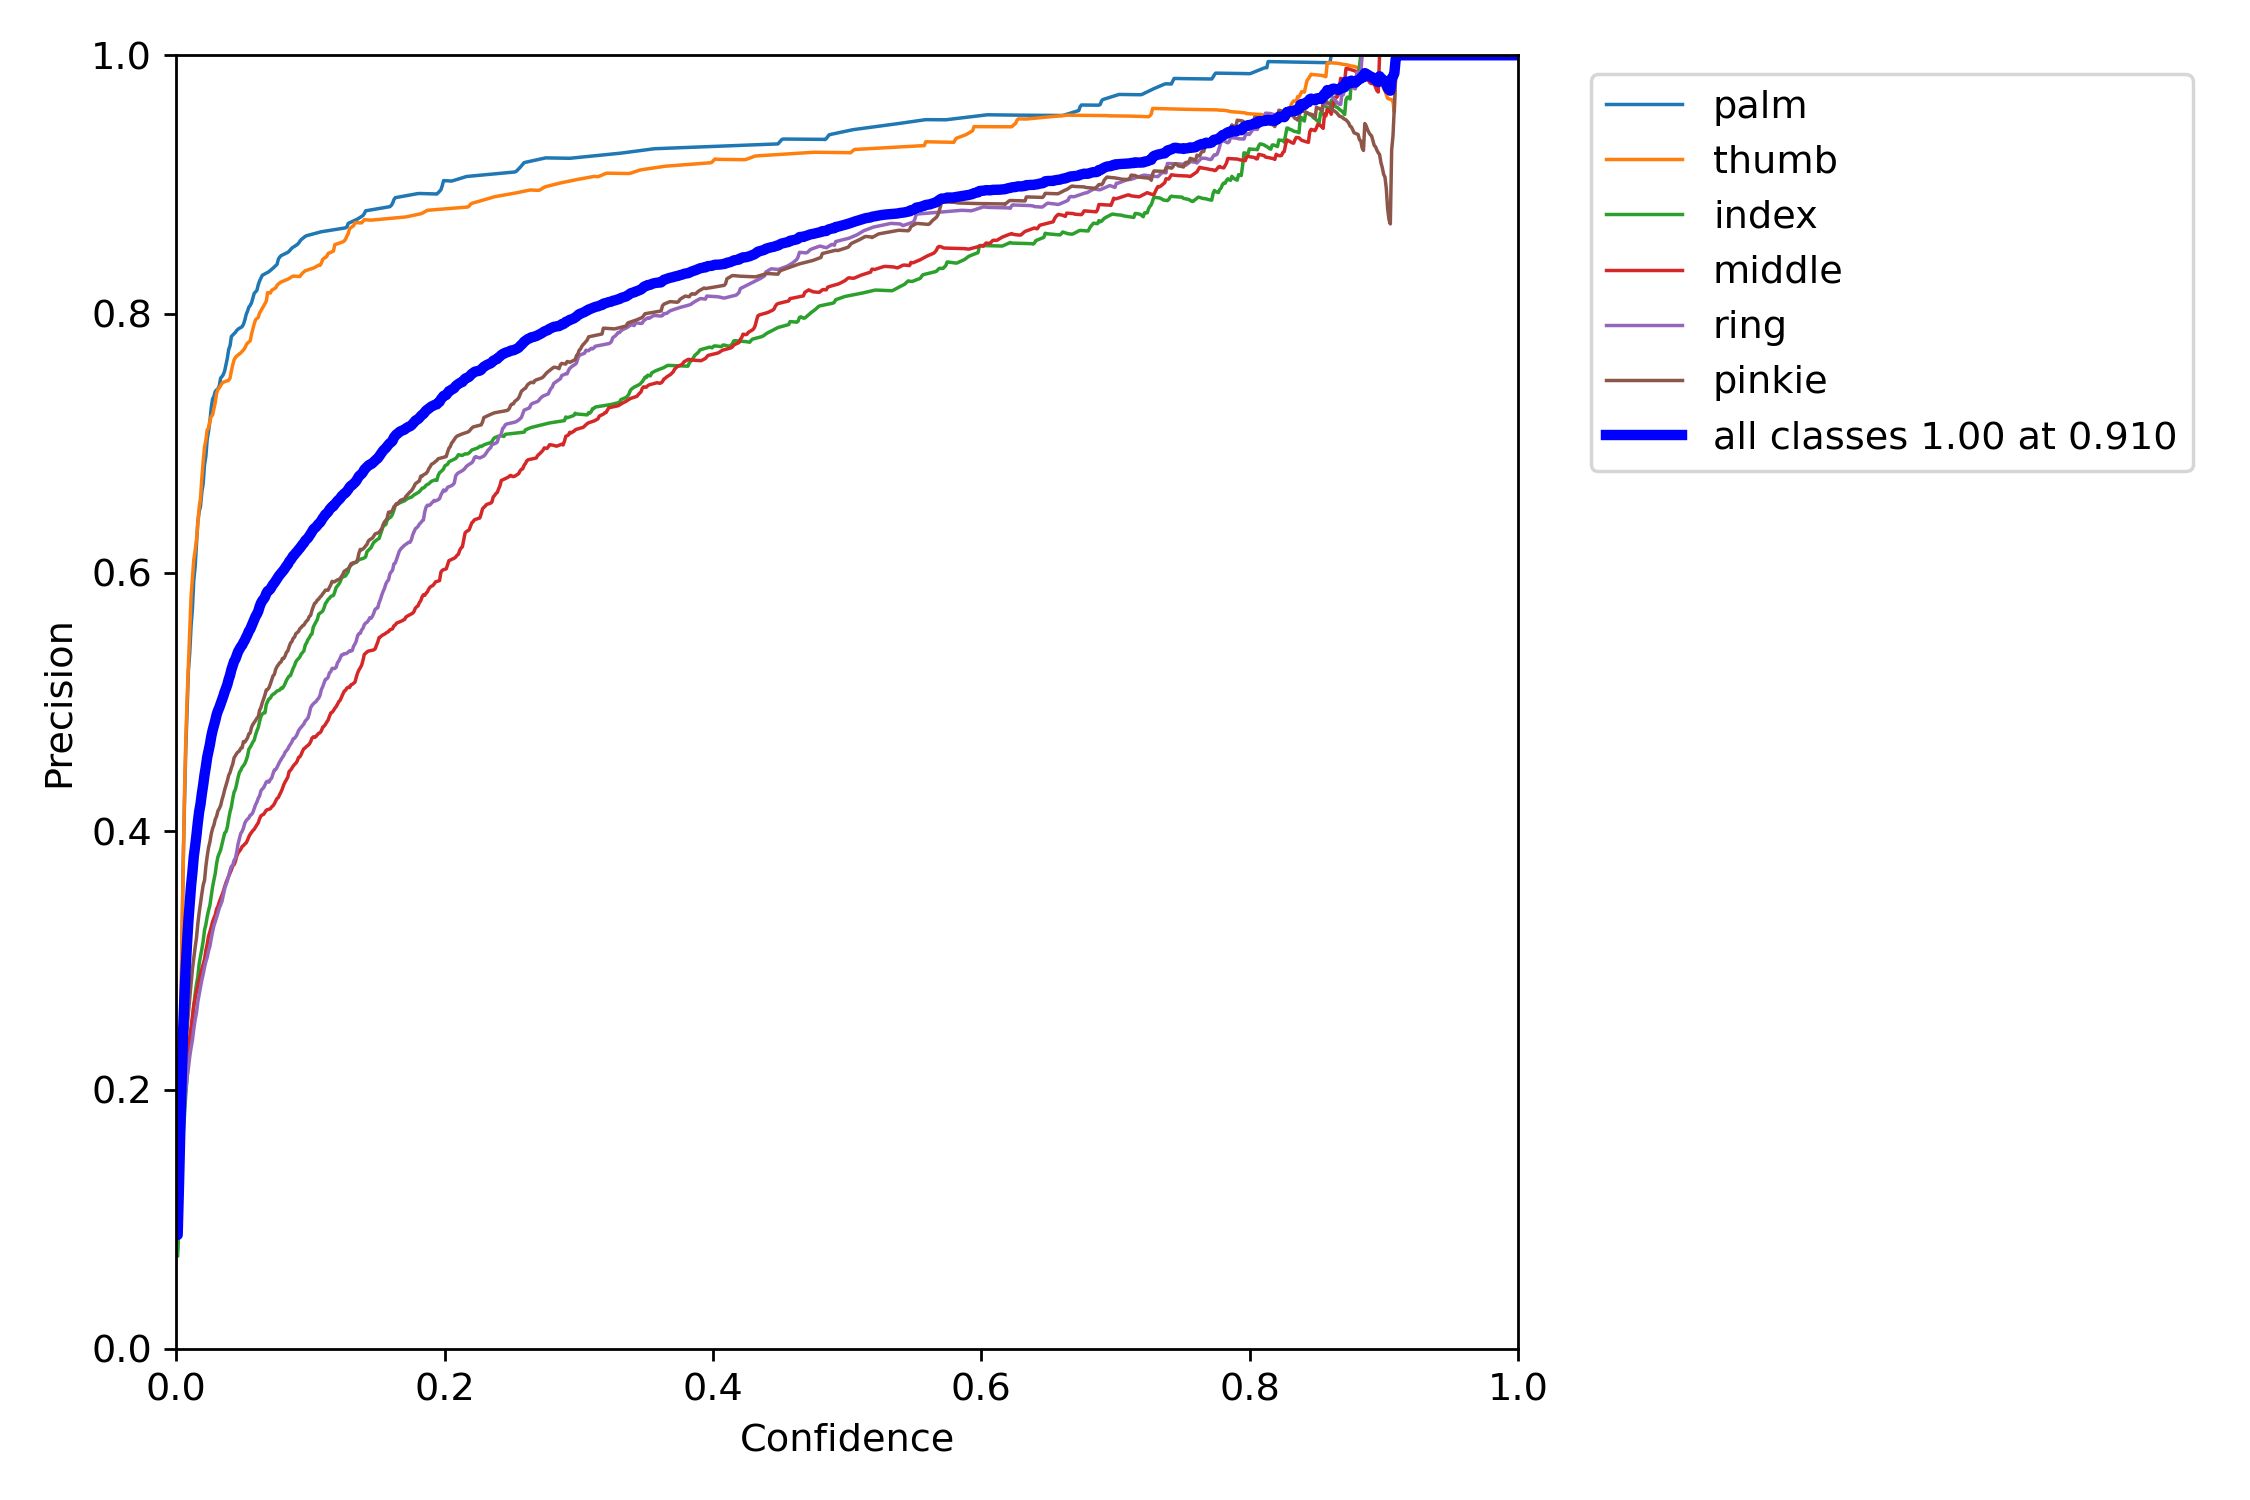 1.0
0.8
0.6
0.4
0.2
0.0
Precision
0.0 0.2 0.4 0.6 0.8 1.0
Confidence
palm
thumb
index
middle
ring
pinkie
all classes 1.00 at 0.910